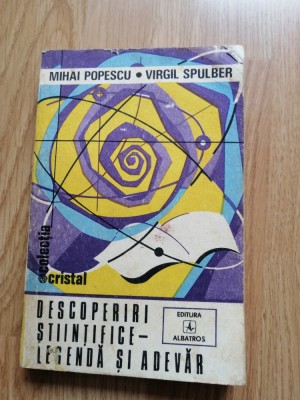 MIHAI POPESCU • VIRGIL SPULBER
colecția
cristal
DESCOPERIRI
ȘTIINȚIFICE –
LEGENDĂ ȘI ADEVĂR
EDITURA
ALBATROS